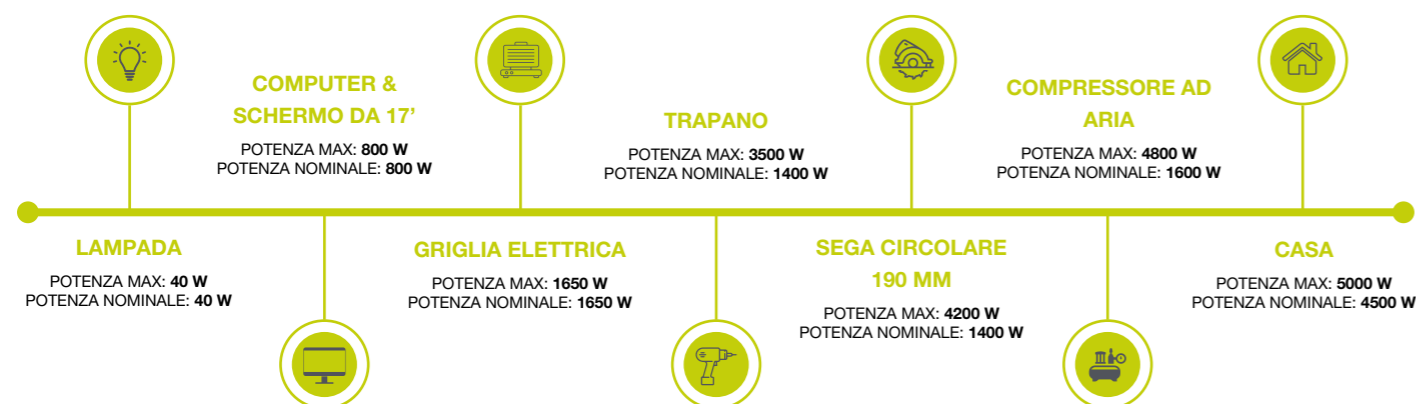 COMPUTER &
SCHERMO DA 17’
POTENZA MAX: 800 W
POTENZA NOMINALE: 800 W
TRAPANO
POTENZA MAX: 3500 W
POTENZA NOMINALE: 1400 W
COMPRESSORE AD
ARIA
POTENZA MAX: 4800 W
POTENZA NOMINALE: 1600 W
LAMPADA
POTENZA MAX: 40 W
POTENZA NOMINALE: 40 W
GRIGLIA ELETTRICA
POTENZA MAX: 1650 W
POTENZA NOMINALE: 1650 W
SEGA CIRCOLARE
190 MM
POTENZA MAX: 4200 W
POTENZA NOMINALE: 1400 W
CASA
POTENZA MAX: 5000 W
POTENZA NOMINALE: 4500 W